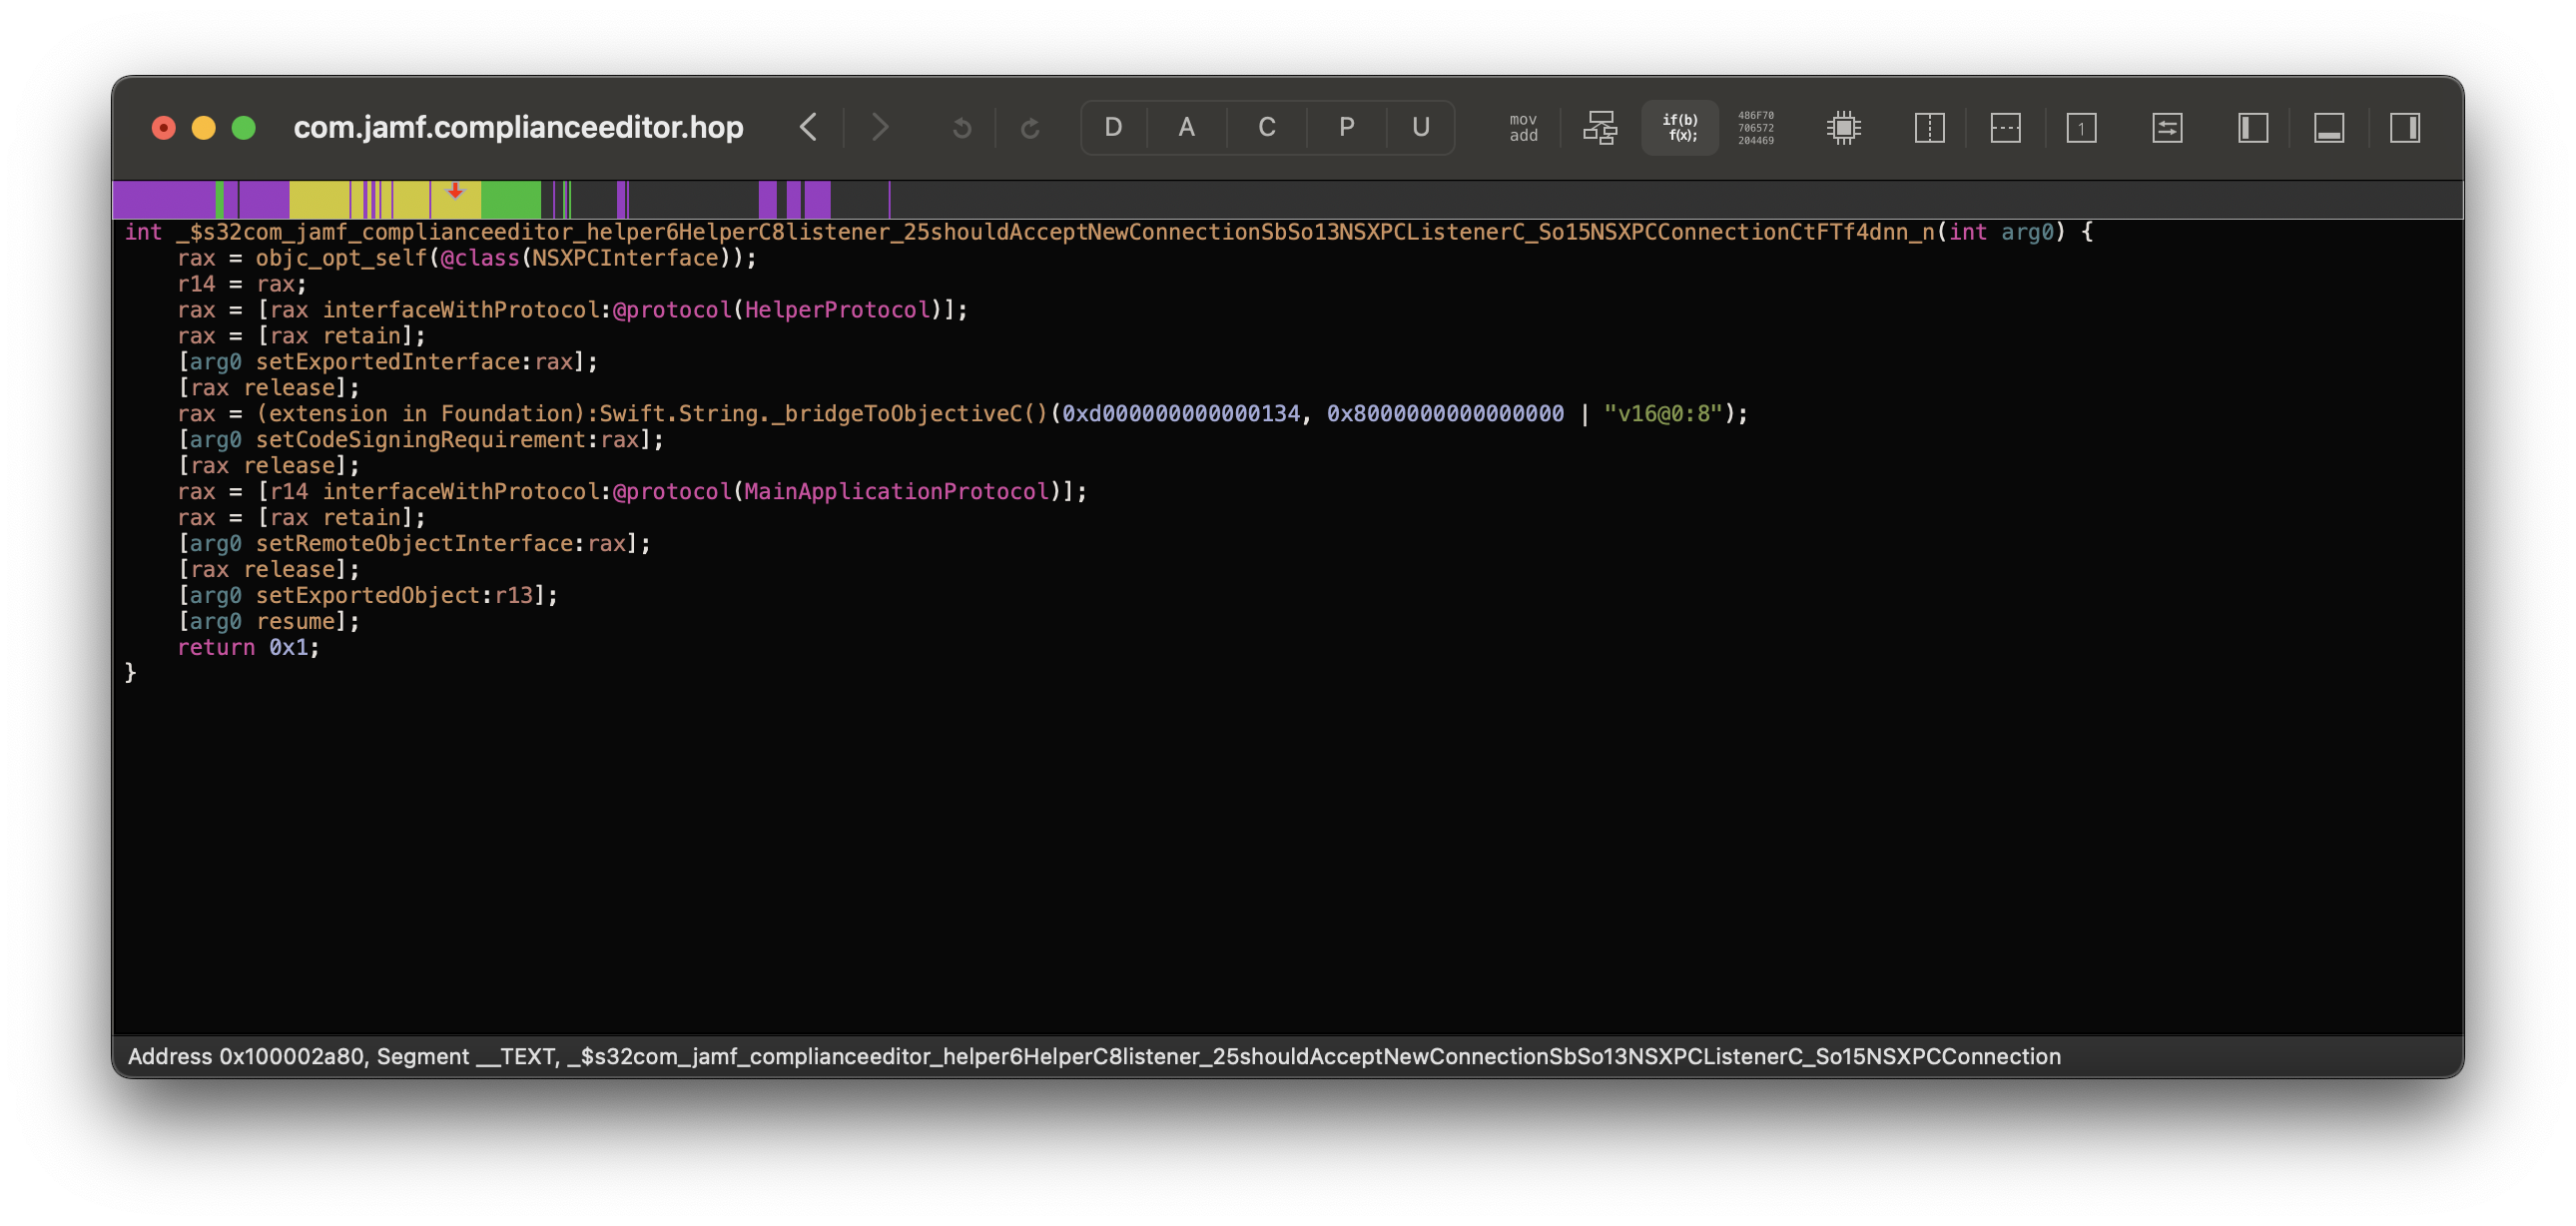 com.jamf.complianceeditor.hop D A C P U mov add if(b) f(x); 486F70 706572 204469 1
int _$s32com_jamf_complianceeditor_helper6HelperC8listener_25shouldAcceptNewConnectionSbSo13NSXPCListenerC_So15NSXPCConnectionCtFTf4dnn_n(int arg0) {
    rax = objc_opt_self(@class(NSXPCInterface));
    r14 = rax;
    rax = [rax interfaceWithProtocol:@protocol(HelperProtocol)];
    rax = [rax retain];
    [arg0 setExportedInterface:rax];
    [rax release];
    rax = (extension in Foundation):Swift.String._bridgeToObjectiveC()(0xd000000000000134, 0x8000000000000000 | "v16@0:8");
    [arg0 setCodeSigningRequirement:rax];
    [rax release];
    rax = [r14 interfaceWithProtocol:@protocol(MainApplicationProtocol)];
    rax = [rax retain];
    [arg0 setRemoteObjectInterface:rax];
    [rax release];
    [arg0 setExportedObject:r13];
    [arg0 resume];
    return 0x1;
}
Address 0x100002a80, Segment __TEXT, _$s32com_jamf_complianceeditor_helper6HelperC8listener_25shouldAcceptNewConnectionSbSo13NSXPCListenerC_So15NSXPCConnection